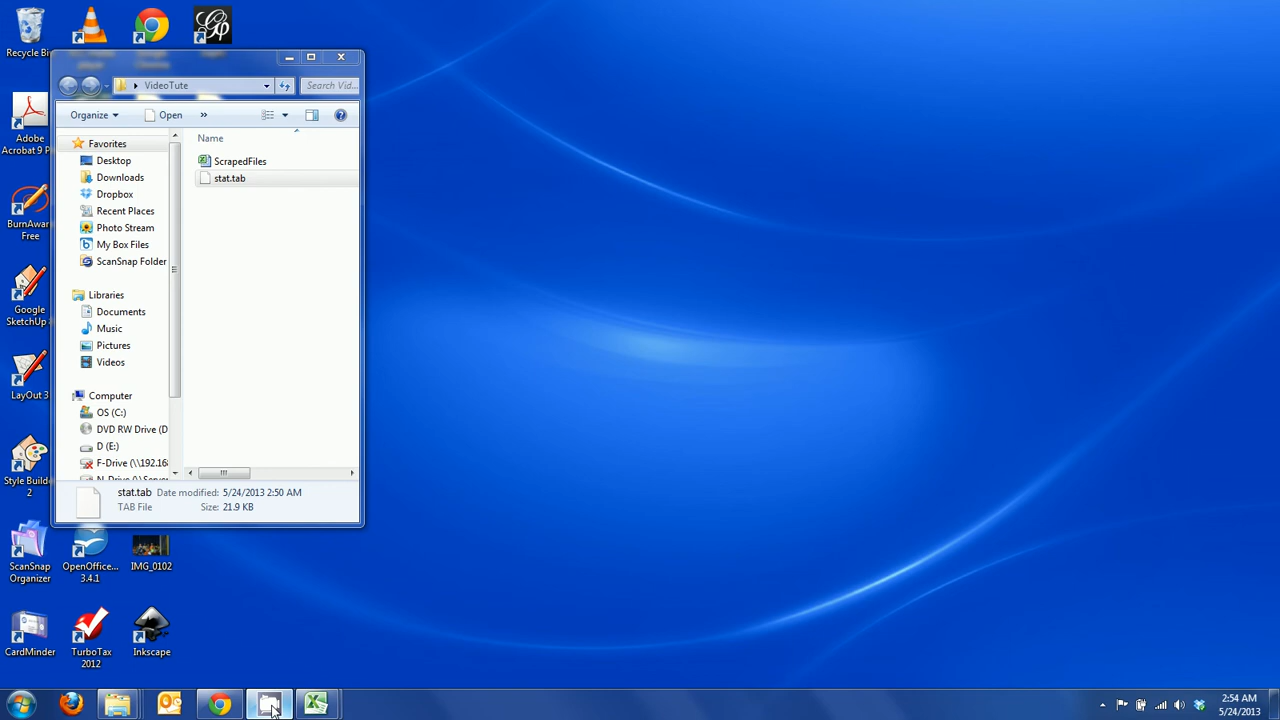 Recycle Bin
VideoTute
Search Vid...
Organize
Open
»
Name
Favorites
Desktop
Downloads
Dropbox
Recent Places
Photo Stream
My Box Files
ScanSnap Folder
Libraries
Documents
Music
Pictures
Videos
Computer
OS (C:)
DVD RW Drive (D
D (E:)
F-Drive (\\192.16
N-Drive (\\Server
ScrapedFiles
stat.tab
stat.tab Date modified: 5/24/2013 2:50 AM
TAB File Size: 21.9 KB
Adobe
Acrobat 9 P
BurnAware
Free
Google
SketchUp 8
LayOut 3
Style Builder
2
ScanSnap
Organizer
OpenOffice...
3.4.1
IMG_0102
CardMinder
TurboTax
2012
Inkscape
2:54 AM
5/24/2013